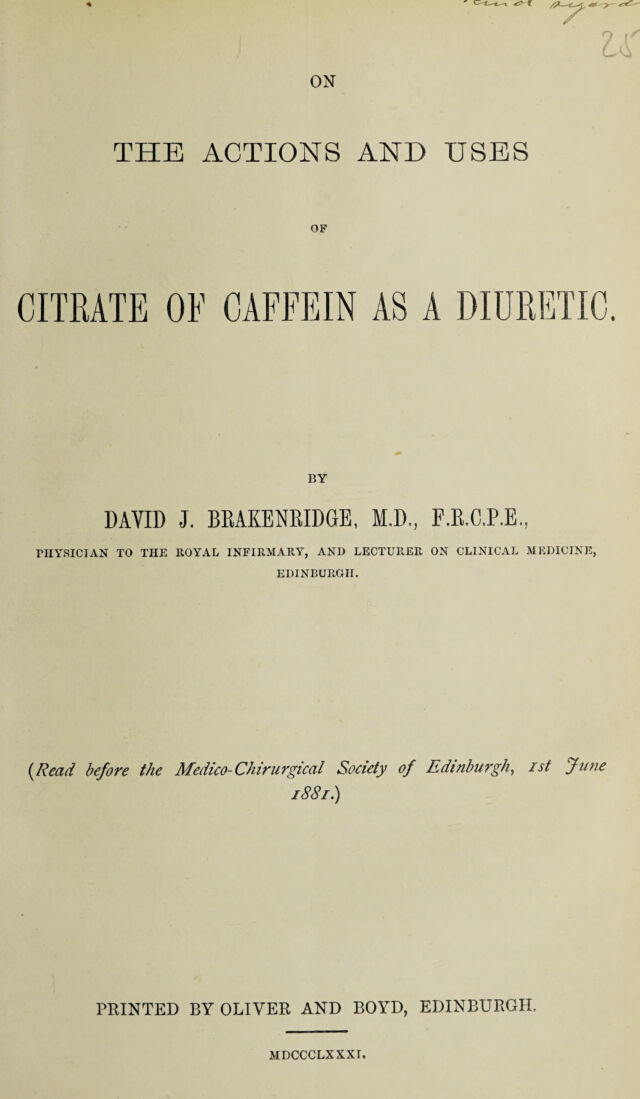 25
ON
THE ACTIONS AND USES
OF
CITRATE OF CAFFEIN AS A DIURETIC.
BY
DAVID J. BRAKENRIDGE, M.D., F.R.C.P.E.,
PHYSICIAN TO THE ROYAL INFIRMARY, AND LECTURER ON CLINICAL MEDICINE,
EDINBURGH.
(Read before the Medico-Chirurgical Society of Edinburgh, 1st June
1881.)
PRINTED BY OLIVER AND BOYD, EDINBURGH.
MDCCCLXXXI.